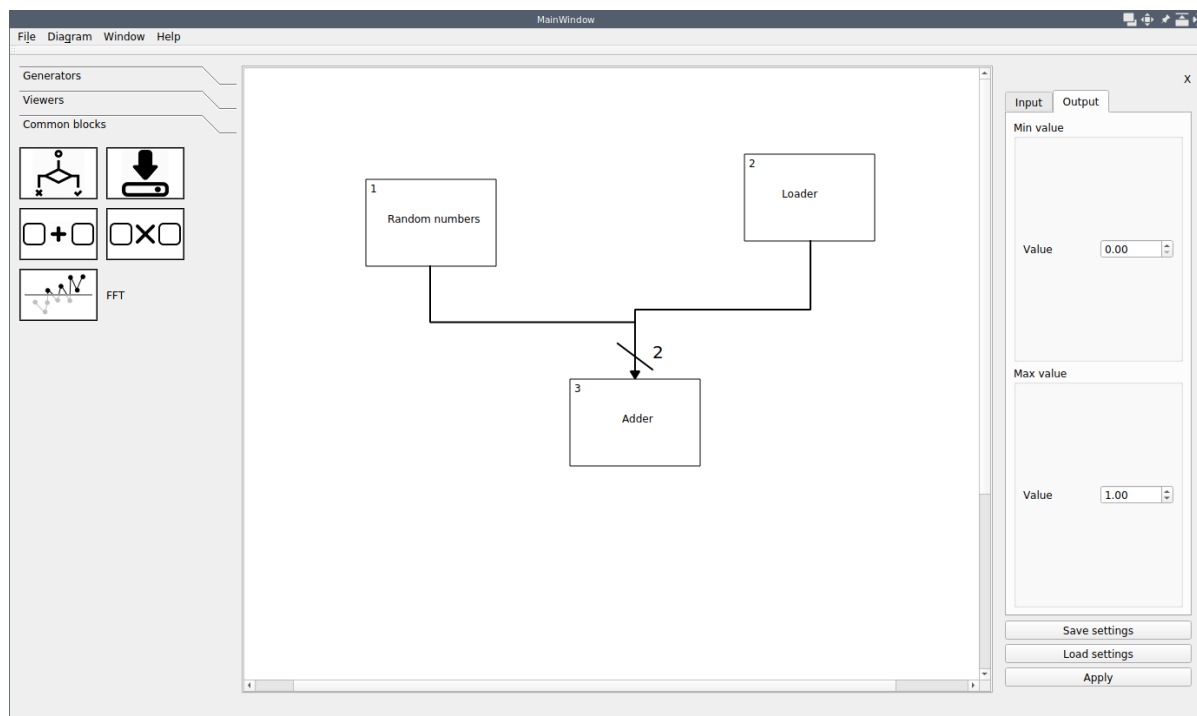 MainWindow
File Diagram Window Help
Generators
Viewers
Common blocks
FFT
1
Random numbers
2
Loader
2
3
Adder
X
Input Output
Min value
Value 0.00
Max value
Value 1.00
Save settings
Load settings
Apply